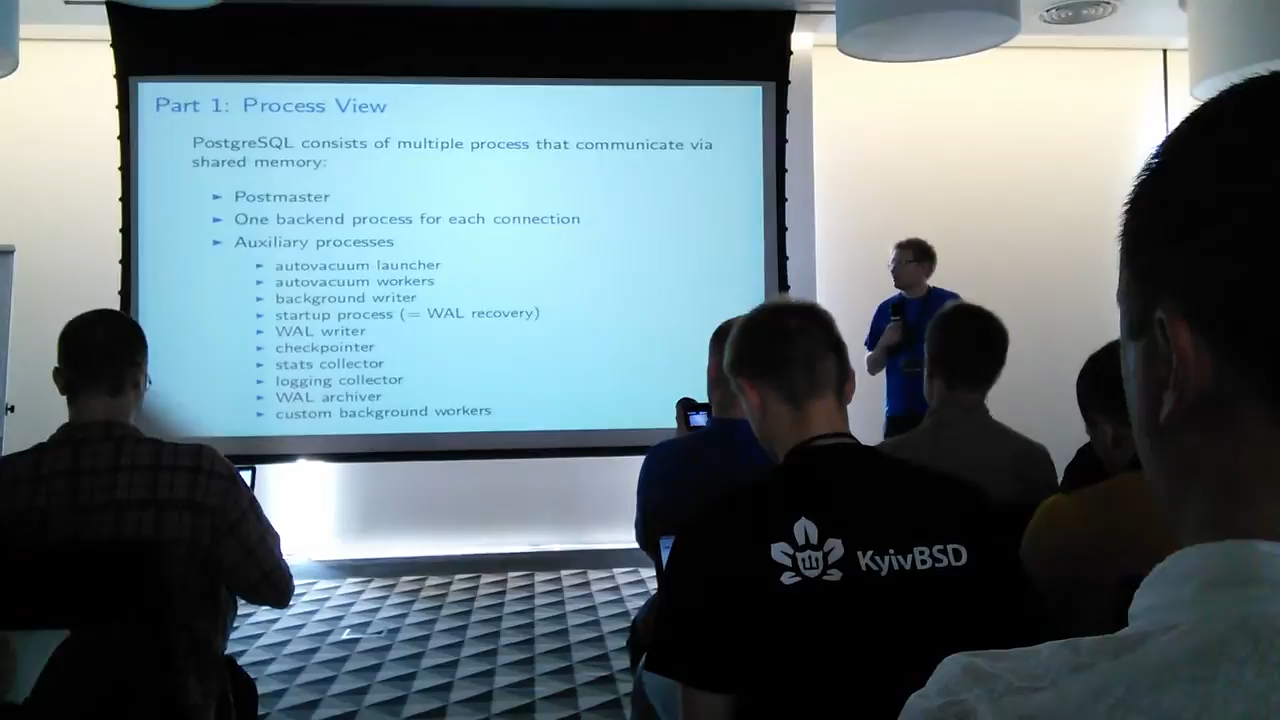 Part 1: Process View
PostgreSQL consists of multiple process that communicate via
shared memory:
Postmaster
One backend process for each connection
Auxiliary processes
autovacuum launcher
autovacuum workers
background writer
startup process (= WAL recovery)
WAL writer
checkpointer
stats collector
logging collector
WAL archiver
custom background workers
KyivBSD